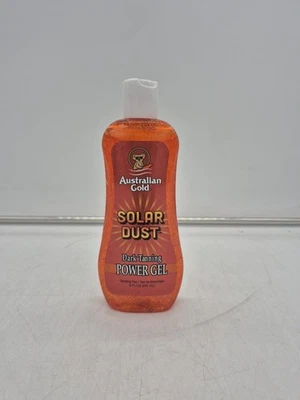 Australian
Gold
SOLAR
DUST
Dark Tanning
POWER GEL